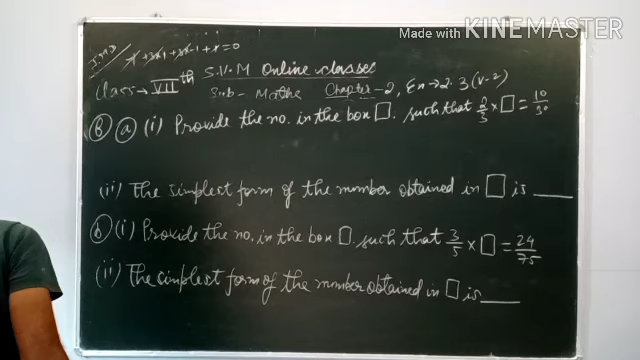 Made with KINEMASTER
S.V.M Online classes
Class → VIIth Sub - Maths Chapter - 2, Ex → 2.3 (V-2)
(8) (a) (i) Provide the no. in the box □. such that 2/3 × □ = 10/30
(ii) The simplest form of the number obtained in □ is ____
(b) (i) Provide the no. in the box □. such that 3/5 × □ = 24/75
(ii) The simplest form of the number obtained in □ is ____